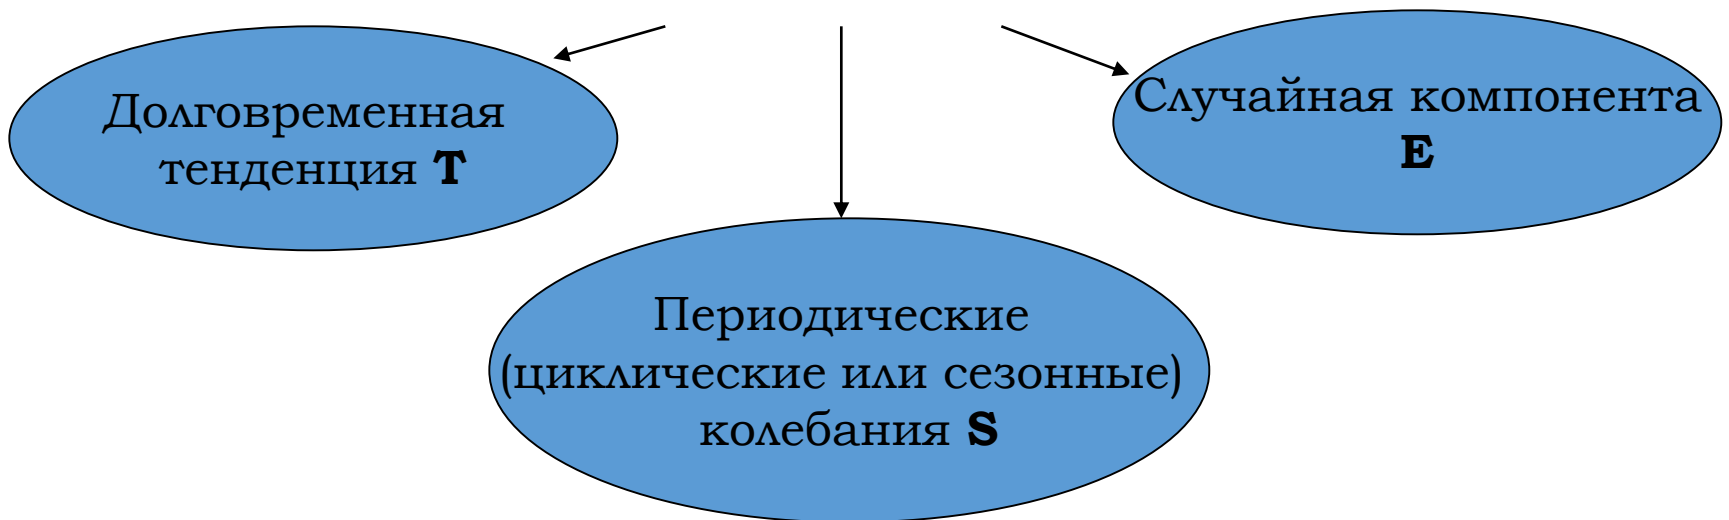 Долговременная
тенденция T
Случайная компонента
E
Периодические
(циклические или сезонные)
колебания S